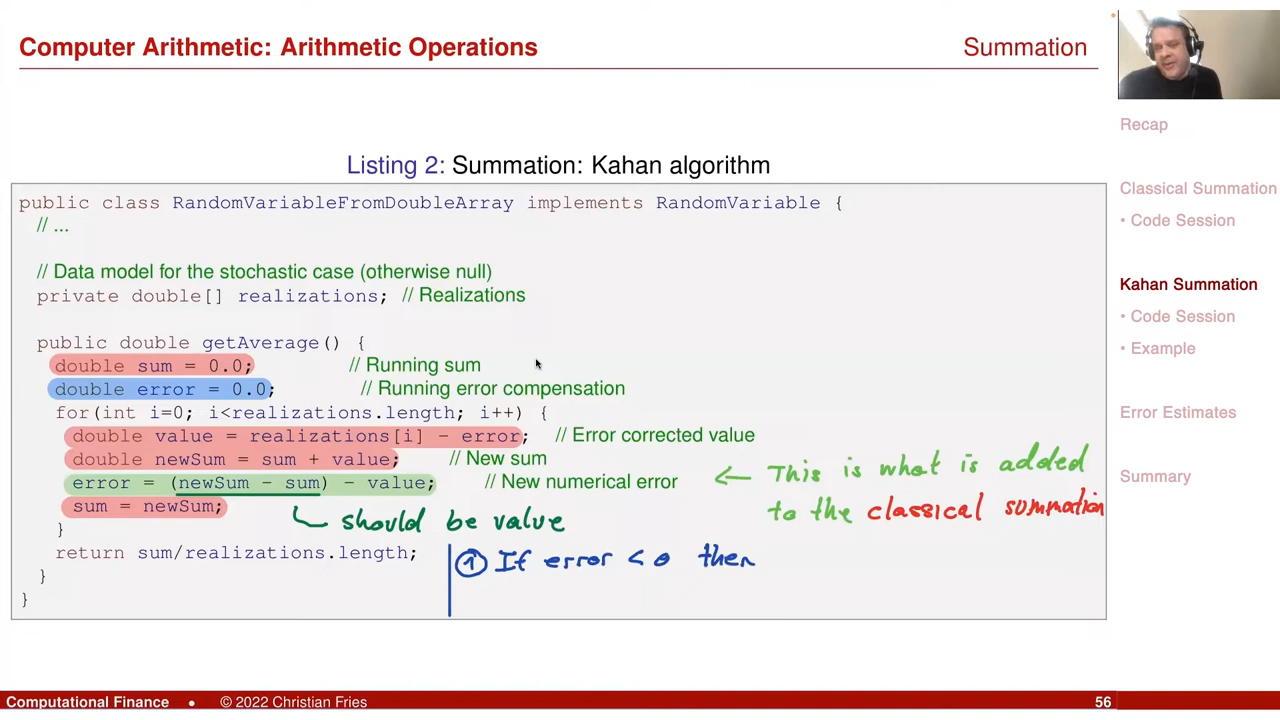 Computer Arithmetic: Arithmetic Operations
Summation
Recap
Classical Summation
• Code Session
Kahan Summation
• Code Session
• Example
Error Estimates
Summary
Listing 2: Summation: Kahan algorithm
public class RandomVariableFromDoubleArray implements RandomVariable {
// ...
// Data model for the stochastic case (otherwise null)
private double[] realizations; // Realizations
public double getAverage() {
double sum = 0.0; // Running sum
double error = 0.0; // Running error compensation
for(int i=0; i<realizations.length; i++) {
double value = realizations[i] - error; // Error corrected value
double newSum = sum + value; // New sum
error = (newSum - sum) - value; // New numerical error
← This is what is added
to the classical summation
sum = newSum;
should be value
}
return sum/realizations.length;
① If error < 0 then
}
}
Computational Finance • © 2022 Christian Fries 56